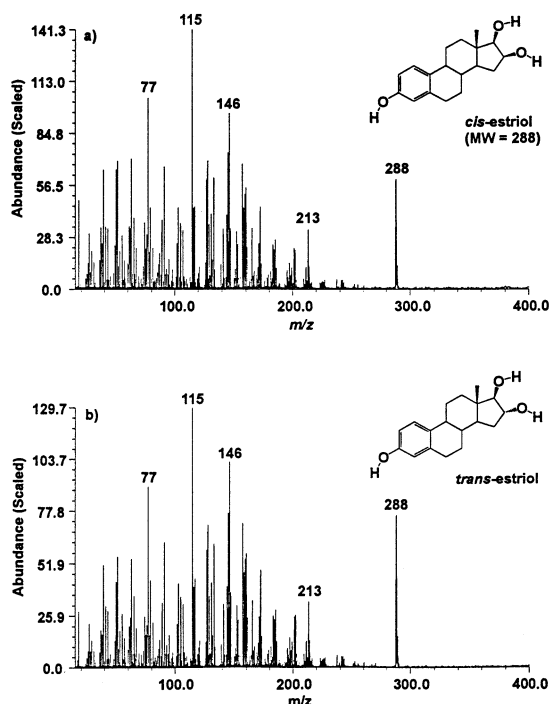 a)
Abundance (Scaled)
141.3
113.0
84.8
56.5
28.3
0.0
77
115
146
213
288
100.0
200.0
300.0
400.0
m/z
O-H
O-H
O
H
cis-estriol
(MW = 288)
b)
Abundance (Scaled)
129.7
103.7
77.8
51.9
25.9
0.0
77
115
146
213
288
100.0
200.0
300.0
400.0
m/z
O-H
O-H
O
H
trans-estriol